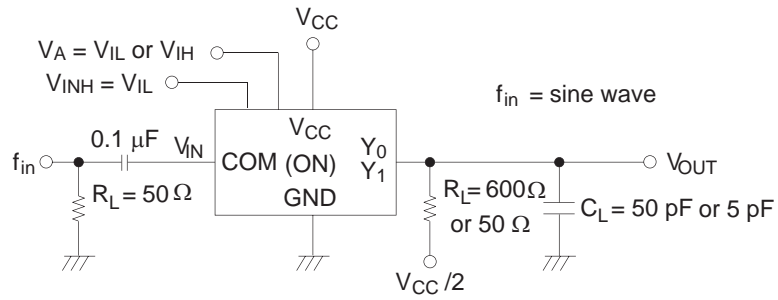 VCC
VA = VIL or VIH
VINH = VIL
fin = sine wave
0.1 μF
VIN
VCC
fin
COM (ON)
Y0
Y1
VOUT
GND
RL = 50 Ω
RL = 600Ω
or 50 Ω
CL = 50 pF or 5 pF
VCC /2